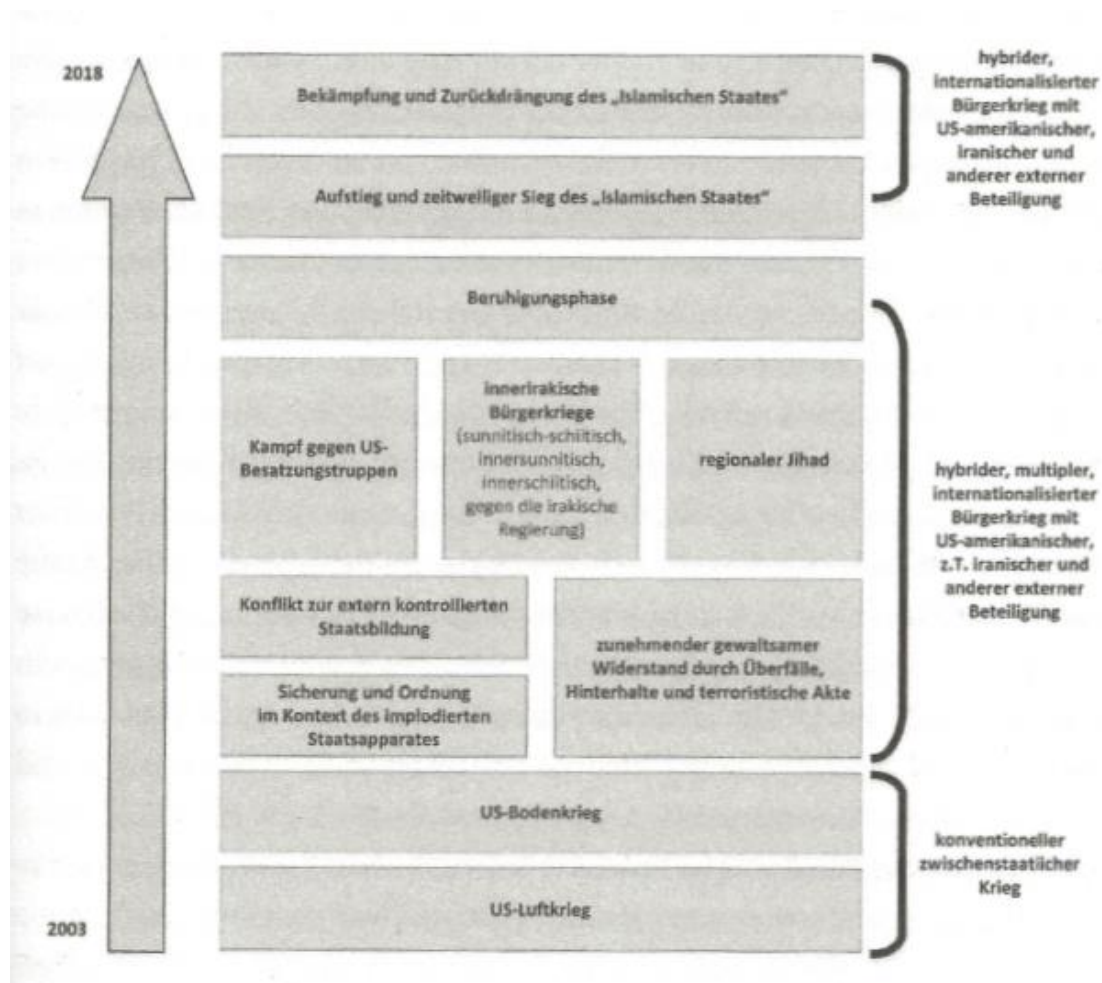 2018
Bekämpfung und Zurückdrängung des „Islamischen Staates“
hybrider,
internationalisierter
Bürgerkrieg mit
US-amerikanischer,
iranischer und
anderer externer
Beteiligung
Aufstieg und zeitweiliger Sieg des „Islamischen Staates“
Beruhigungsphase
Kampf gegen US-
Besatzungstruppen
innerirakische
Bürgerkriege
(sunnitisch-schiitisch,
innersunnitisch,
innerschiitisch,
gegen die irakische
Regierung)
regionaler Jihad
hybrider, multipler,
internationalisierter
Bürgerkrieg mit
US-amerikanischer,
z.T. iranischer und
anderer externer
Beteiligung
Konflikt zur extern kontrollierten
Staatsbildung
zunehmender gewaltsamer
Widerstand durch Überfälle,
Hinterhalte und terroristische Akte
Sicherung und Ordnung
im Kontext des implodierten
Staatsapparates
US-Bodenkrieg
konventioneller
zwischenstaatlicher
Krieg
US-Luftkrieg
2003